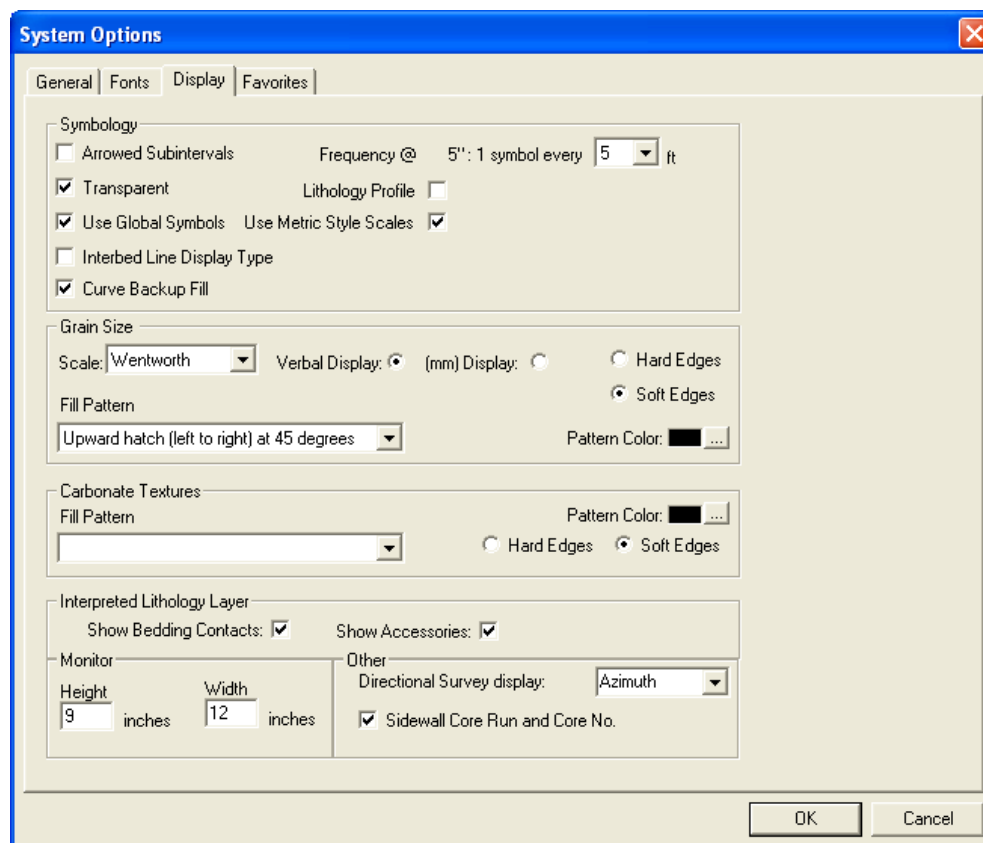 System Options
General Fonts Display Favorites
Symbology
Arrowed Subintervals Frequency @ 5'': 1 symbol every 5 ft
Transparent Lithology Profile
Use Global Symbols Use Metric Style Scales
Interbed Line Display Type
Curve Backup Fill
Grain Size
Scale: Wentworth Verbal Display: (mm) Display: Hard Edges
Soft Edges
Fill Pattern
Upward hatch (left to right) at 45 degrees Pattern Color: ...
Carbonate Textures
Fill Pattern Pattern Color: ...
Hard Edges Soft Edges
Interpreted Lithology Layer
Show Bedding Contacts: Show Accessories:
Monitor Other
Height Width Directional Survey display: Azimuth
9 inches 12 inches Sidewall Core Run and Core No.
OK Cancel